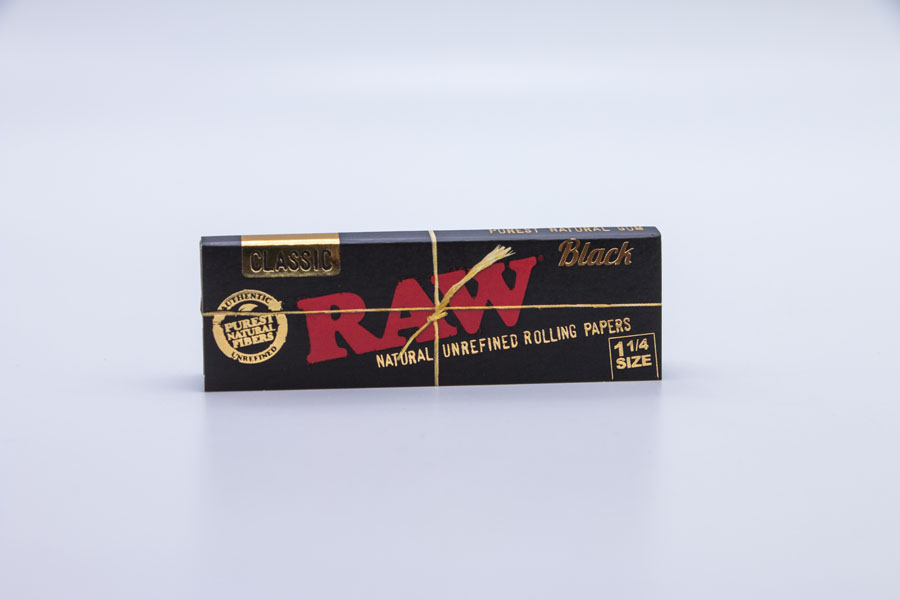 PUREST NATURAL GUM
CLASSIC
Black
RAW
AUTHENTIC
PUREST
NATURAL
FIBERS
UNREFINED
NATURAL UNREFINED ROLLING PAPERS
1 1/4
SIZE